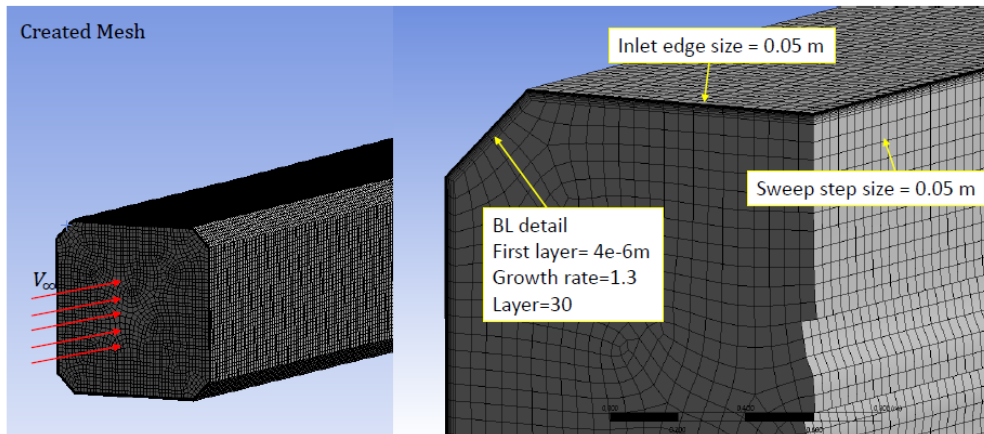 Created Mesh
V∞
Inlet edge size = 0.05 m
Sweep step size = 0.05 m
BL detail
First layer= 4e-6m
Growth rate=1.3
Layer=30